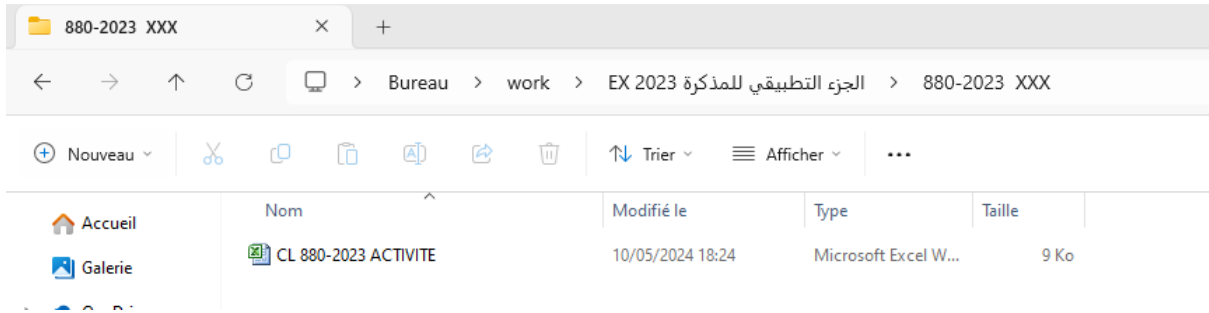 880-2023 XXX
Bureau > work > الجزء التطبيقي للمذكرة EX 2023 > 880-2023 XXX
Nouveau Trier Afficher ...
Nom Modifié le Type Taille
Accueil
CL 880-2023 ACTIVITE 10/05/2024 18:24 Microsoft Excel W... 9 Ko
Galerie